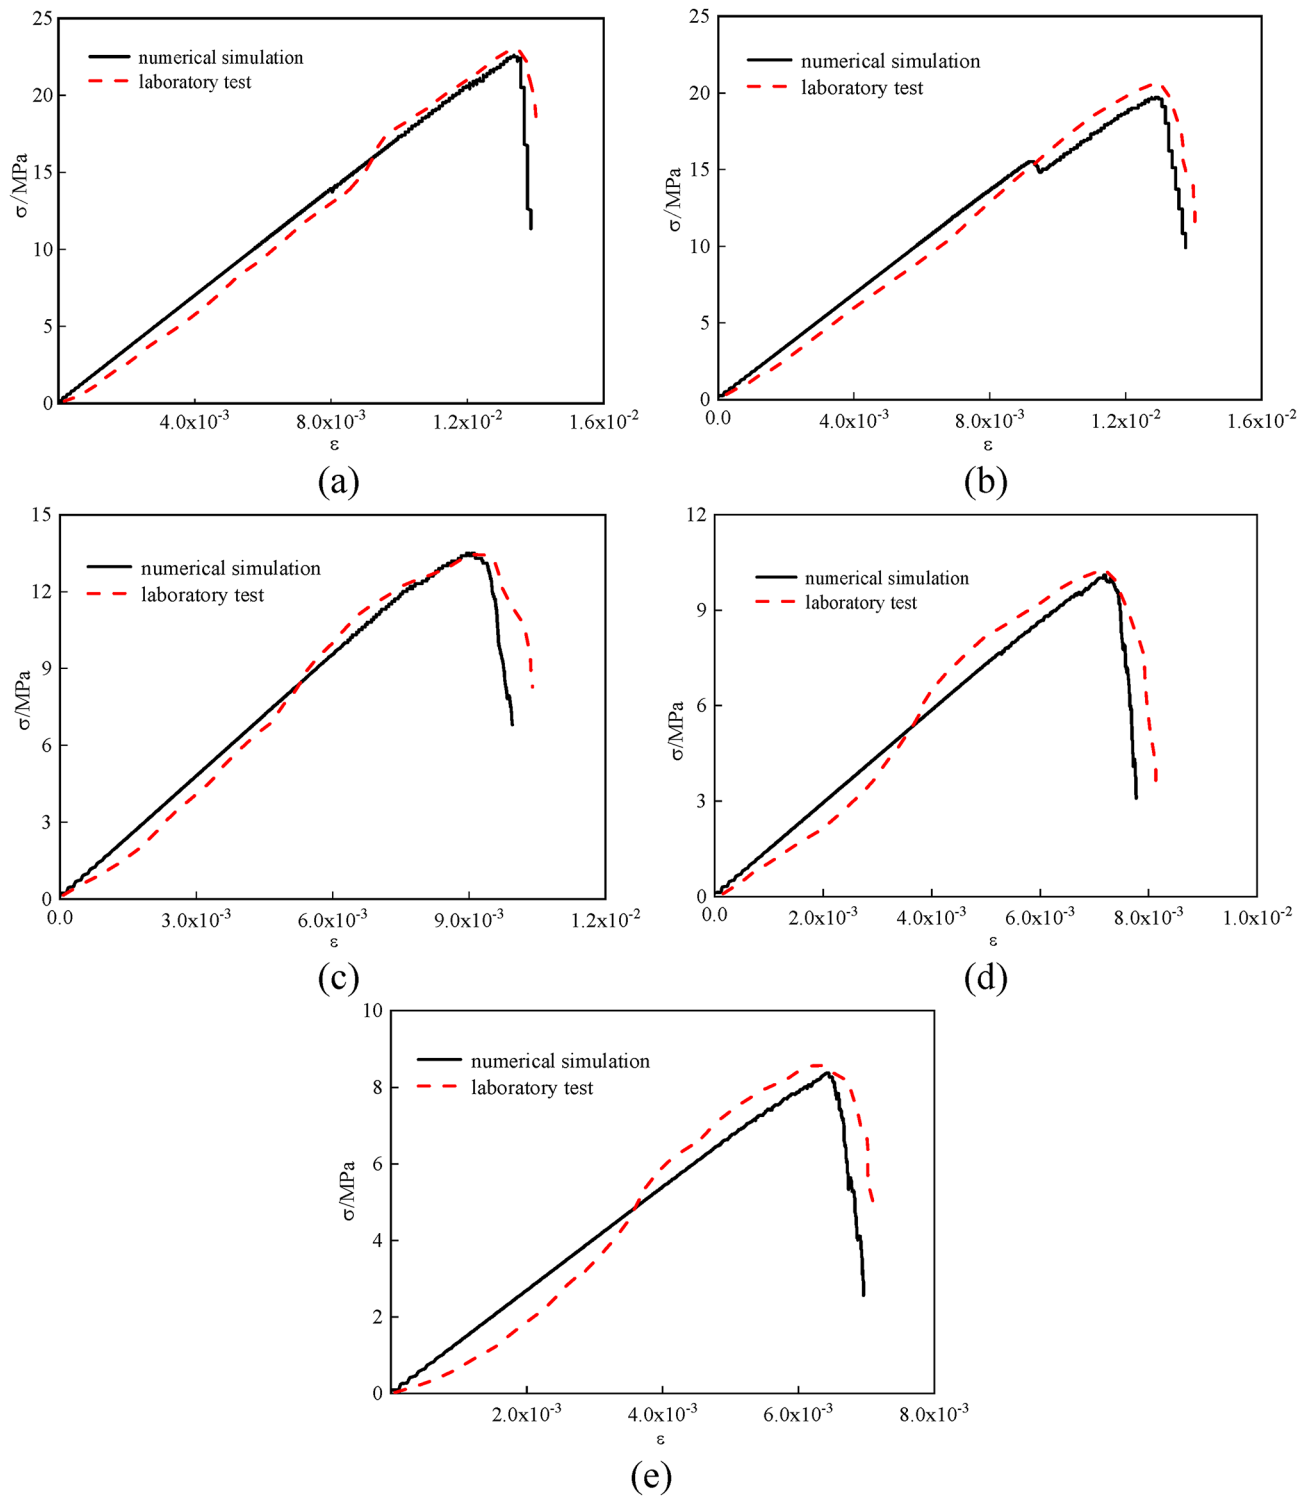 25
20
15
10
5
0
σ/MPa
numerical simulation
laboratory test
4.0x10-3
8.0x10-3
1.2x10-2
1.6x10-2
ε
(a)
25
20
15
10
5
0
σ/MPa
numerical simulation
laboratory test
0.0
4.0x10-3
8.0x10-3
1.2x10-2
1.6x10-2
ε
(b)
15
12
9
6
3
0
σ/MPa
numerical simulation
laboratory test
0.0
3.0x10-3
6.0x10-3
9.0x10-3
1.2x10-2
ε
(c)
12
9
6
3
0
σ/MPa
numerical simulation
laboratory test
0.0
2.0x10-3
4.0x10-3
6.0x10-3
8.0x10-3
1.0x10-2
ε
(d)
10
8
6
4
2
0
σ/MPa
numerical simulation
laboratory test
2.0x10-3
4.0x10-3
6.0x10-3
8.0x10-3
ε
(e)